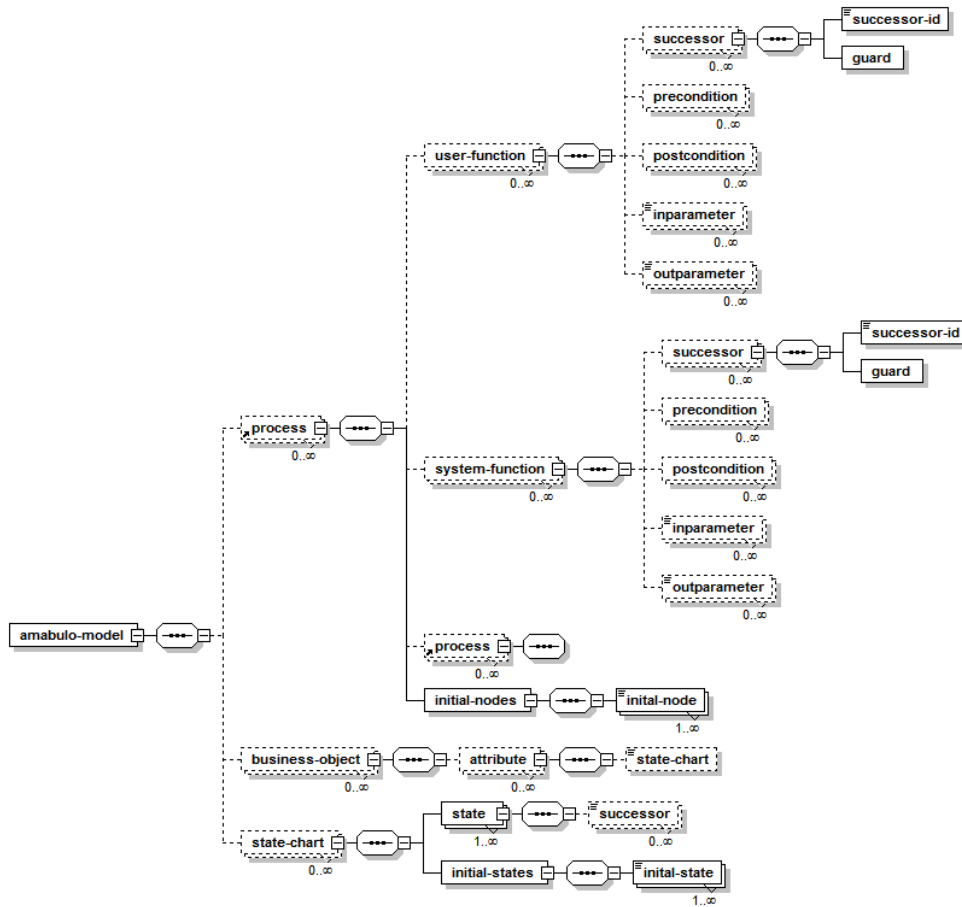 successor-id
successor
0..∞
guard
precondition
0..∞
user-function
0..∞
postcondition
0..∞
inparameter
0..∞
outparameter
0..∞
successor-id
successor
0..∞
guard
process
0..∞
precondition
0..∞
system-function
0..∞
postcondition
0..∞
inparameter
0..∞
outparameter
0..∞
amabulo-model
process
0..∞
initial-nodes
inital-node
1..∞
business-object
0..∞
attribute
0..∞
state-chart
state
1..∞
successor
0..∞
state-chart
0..∞
initial-states
inital-state
1..∞